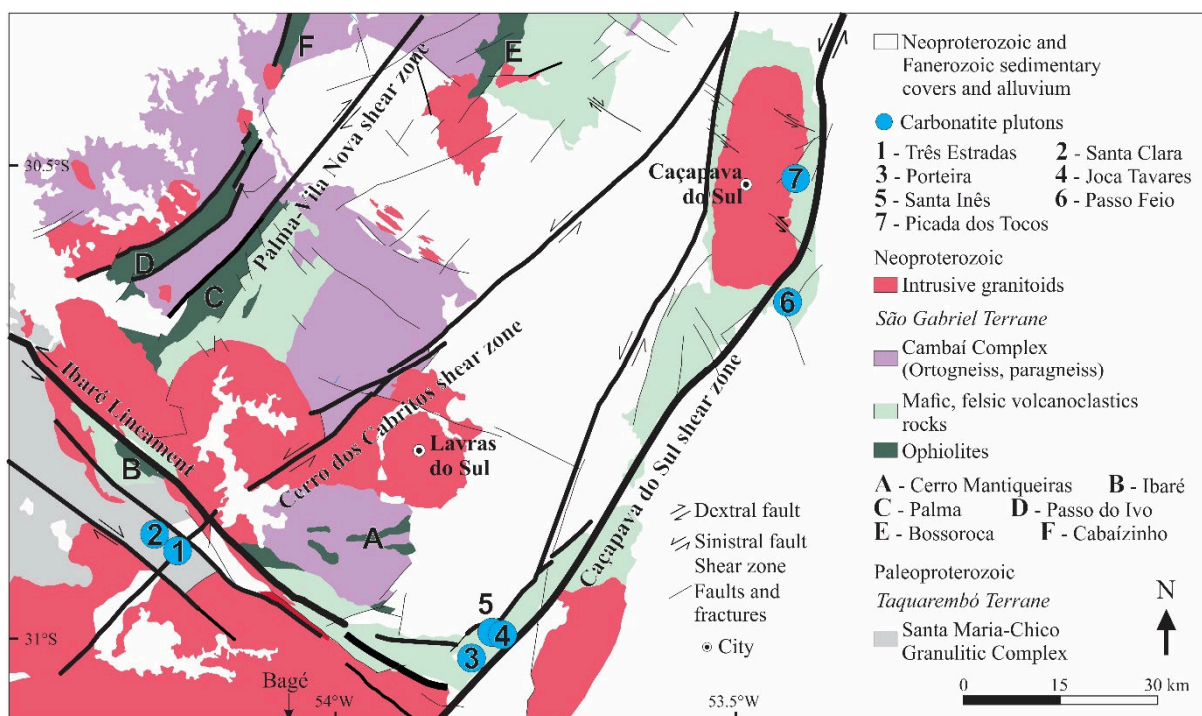 F
E
Palma-Vila Nova shear zone
30.5°S
Caçapava
do Sul
7
D
C
6
Ibaré Lineament
Cerro dos Cabritos shear zone
Lavras
do Sul
Caçapava do Sul shear zone
B
A
2
1
5
4
3
31°S
Bagé
54°W
53.5°W
Dextral fault
Sinistral fault
Shear zone
Faults and
fractures
City
Neoproterozoic and
Fanerozoic sedimentary
covers and alluvium
Carbonatite plutons
1 - Três Estradas 2 - Santa Clara
3 - Porteira 4 - Joca Tavares
5 - Santa Inês 6 - Passo Feio
7 - Picada dos Tocos
Neoproterozoic
Intrusive granitoids
São Gabriel Terrane
Cambaí Complex
(Ortogneiss, paragneiss)
Mafic, felsic volcanoclastics
rocks
Ophiolites
A - Cerro Mantiqueiras B - Ibaré
C - Palma D - Passo do Ivo
E - Bossoroca F - Cabaízinho
Paleoproterozoic
Taquarembó Terrane
Santa Maria-Chico
Granulitic Complex
N
0 15 30 km